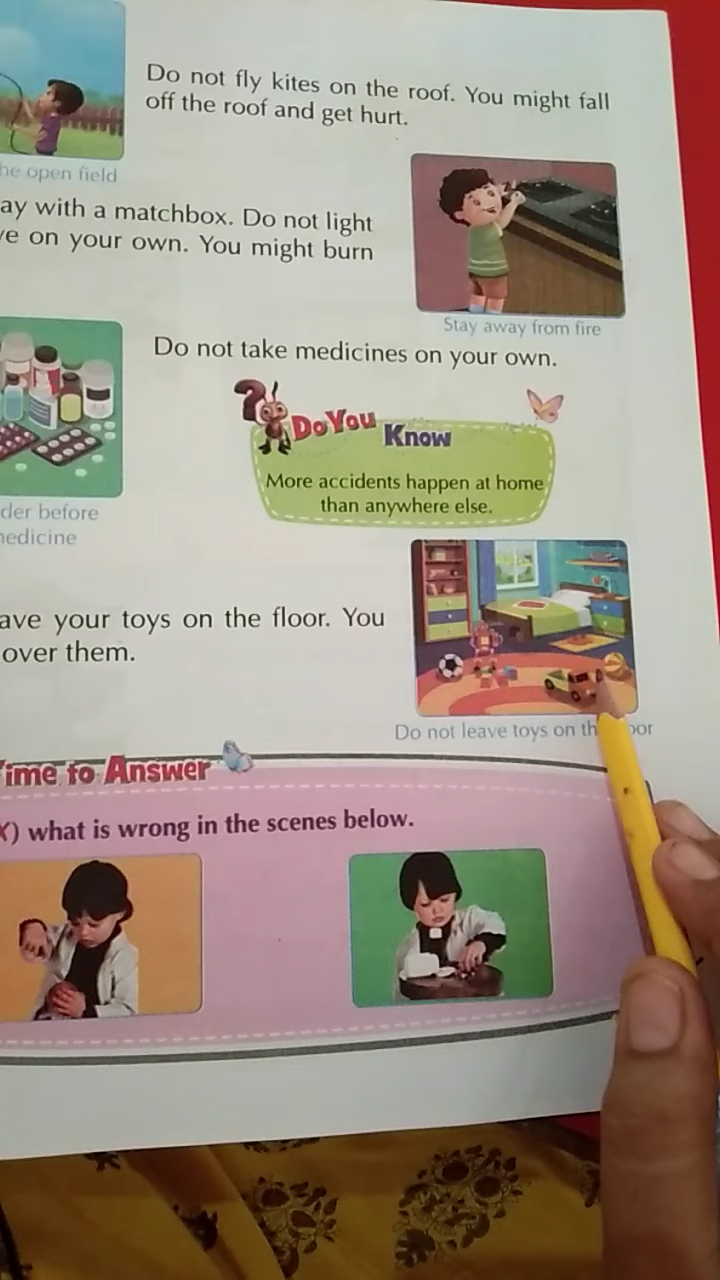 Do not fly kites on the roof. You might fall
off the roof and get hurt.
he open field
ay with a matchbox. Do not light
ve on your own. You might burn
Stay away from fire
Do not take medicines on your own.
Do You Know
More accidents happen at home
than anywhere else.
der before
nedicine
ave your toys on the floor. You
over them.
Do not leave toys on th oor
Time to Answer
X) what is wrong in the scenes below.